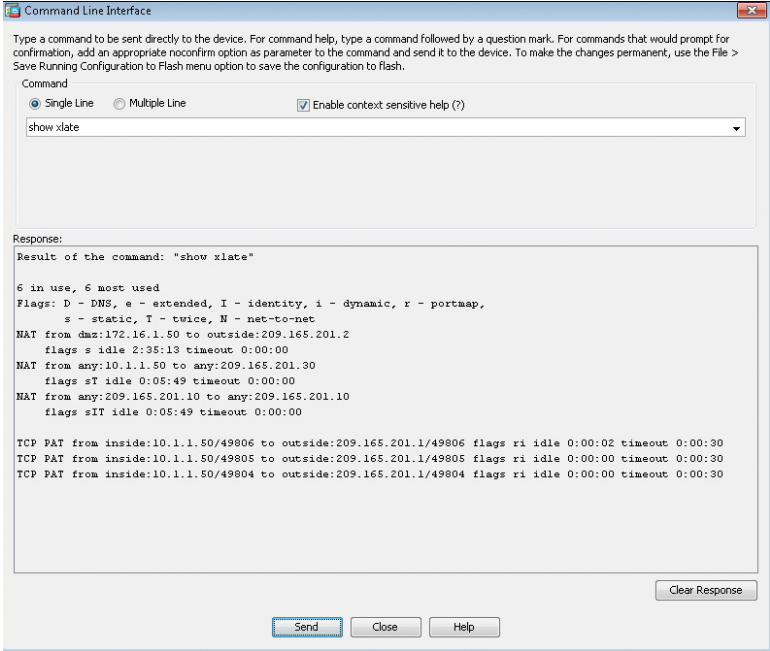 Command Line Interface
Type a command to be sent directly to the device. For command help, type a command followed by a question mark. For commands that would prompt for
confirmation, add an appropriate noconfirm option as parameter to the command and send it to the device. To make the changes permanent, use the File >
Save Running Configuration to Flash menu option to save the configuration to flash.
Command
Single Line Multiple Line Enable context sensitive help (?)
show xlate
Response:
Result of the command: "show xlate"
6 in use, 6 most used
Flags: D - DNS, e - extended, I - identity, i - dynamic, r - portmap,
s - static, T - twice, N - net-to-net
NAT from dmz:172.16.1.50 to outside:209.165.201.2
flags s idle 2:35:13 timeout 0:00:00
NAT from any:10.1.1.50 to any:209.165.201.30
flags sT idle 0:05:49 timeout 0:00:00
NAT from any:209.165.201.10 to any:209.165.201.10
flags sIT idle 0:05:49 timeout 0:00:00
TCP PAT from inside:10.1.1.50/49806 to outside:209.165.201.1/49806 flags ri idle 0:00:02 timeout 0:00:30
TCP PAT from inside:10.1.1.50/49805 to outside:209.165.201.1/49805 flags ri idle 0:00:00 timeout 0:00:30
TCP PAT from inside:10.1.1.50/49804 to outside:209.165.201.1/49804 flags ri idle 0:00:00 timeout 0:00:30
Clear Response
Send Close Help